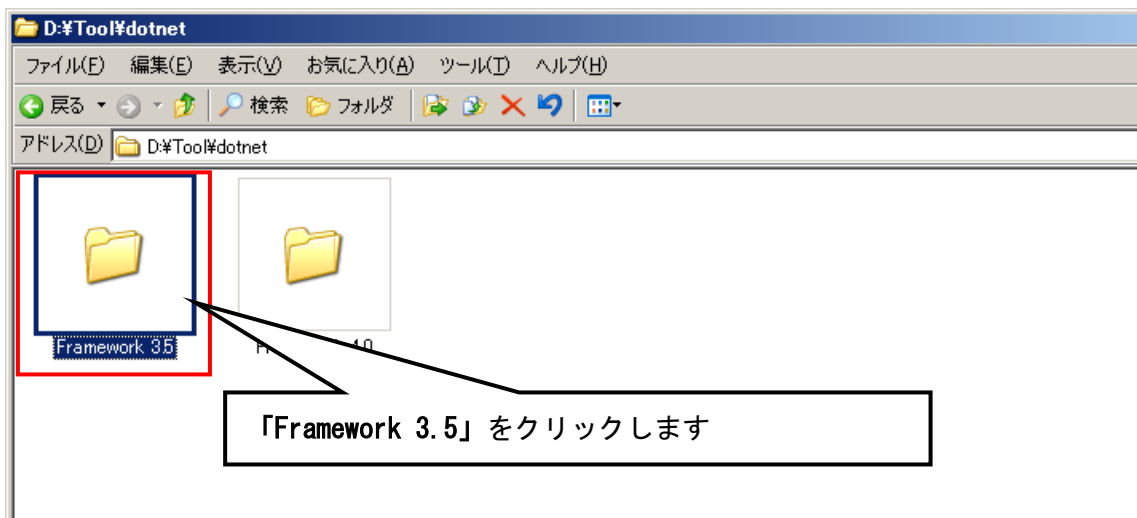 D:¥Tool¥dotnet
ファイル(F) 編集(E) 表示(V) お気に入り(A) ツール(T) ヘルプ(H)
戻る 検索 フォルダ
アドレス(D) D:¥Tool¥dotnet
Framework 3.5
「Framework 3.5」をクリックします